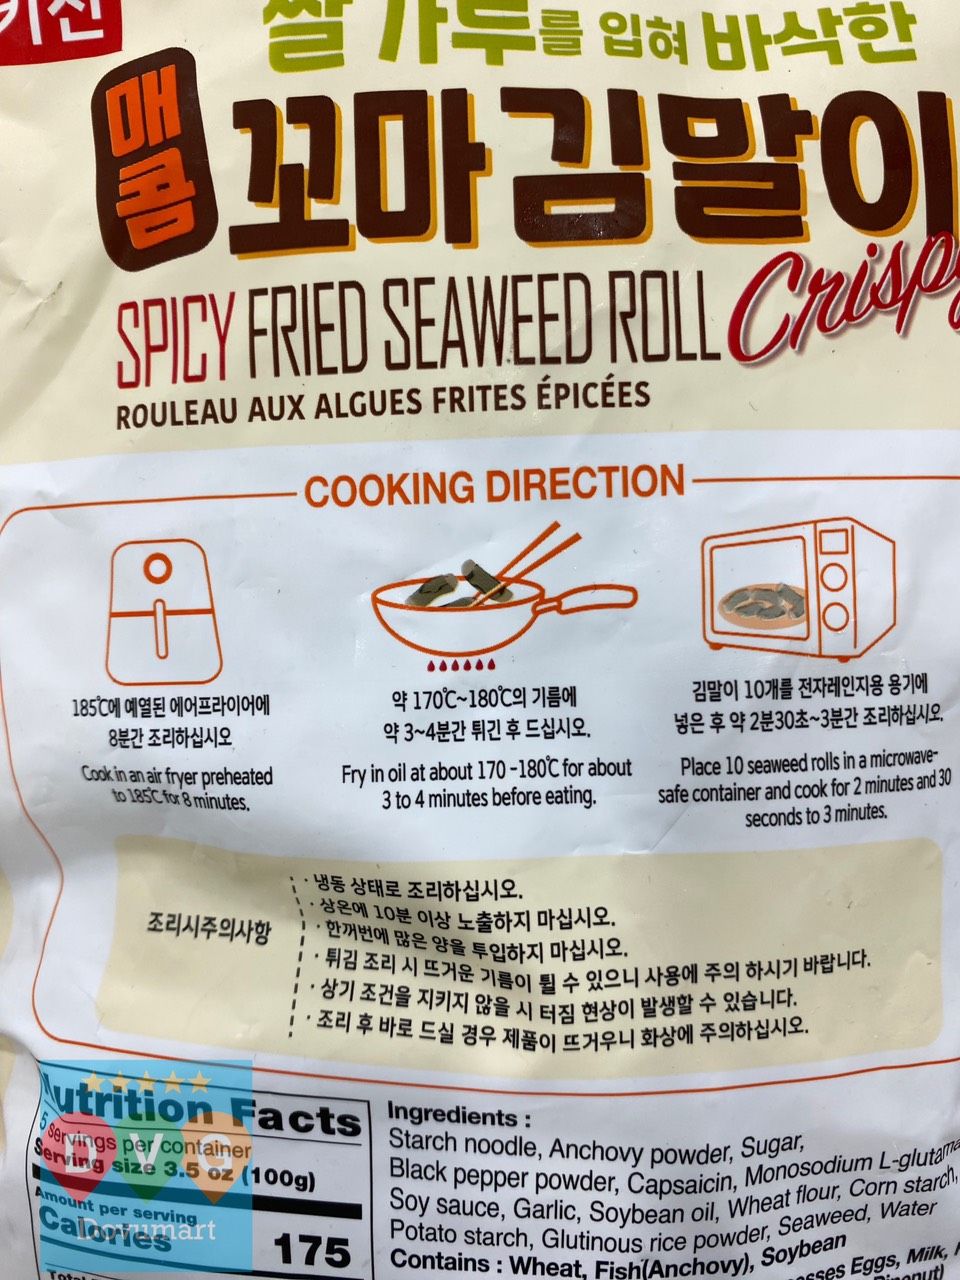 키친
쌀가루를 입혀 바삭한
매콤
꼬마김말이
SPICY FRIED SEAWEED ROLL Crispy
ROULEAU AUX ALGUES FRITES ÉPICÉES
COOKING DIRECTION
185℃에 예열된 에어프라이어에
8분간 조리하십시오
Cook in an air fryer preheated
to 185℃ for 8 minutes.
약 170℃~180℃의 기름에
약 3~4분간 튀긴 후 드십시오.
Fry in oil at about 170 -180℃ for about
3 to 4 minutes before eating.
김말이 10개를 전자레인지용 용기에
넣은 후 약 2분30초~3분간 조리하십시오.
Place 10 seaweed rolls in a microwave-
safe container and cook for 2 minutes and 30
seconds to 3 minutes.
조리시주의사항
· 냉동 상태로 조리하십시오.
· 상온에 10분 이상 노출하지 마십시오.
· 한꺼번에 많은 양을 투입하지 마십시오.
· 튀김 조리 시 뜨거운 기름이 튈 수 있으니 사용에 주의 하시기 바랍니다.
· 상기 조건을 지키지 않을 시 터짐 현상이 발생할 수 있습니다.
· 조리 후 바로 드실 경우 제품이 뜨거우니 화상에 주의하십시오.
Nutrition Facts
5 servings per container
Serving size 3.5 oz (100g)
Amount per serving
Calories 175
DVG
Dovumart
Ingredients :
Starch noodle, Anchovy powder, Sugar,
Black pepper powder, Capsaicin, Monosodium L-glutama
Soy sauce, Garlic, Soybean oil, Wheat flour, Corn starch,
Potato starch, Glutinous rice powder, Seaweed, Water
Contains : Wheat, Fish(Anchovy), Soybean
sses Eggs, Milk,